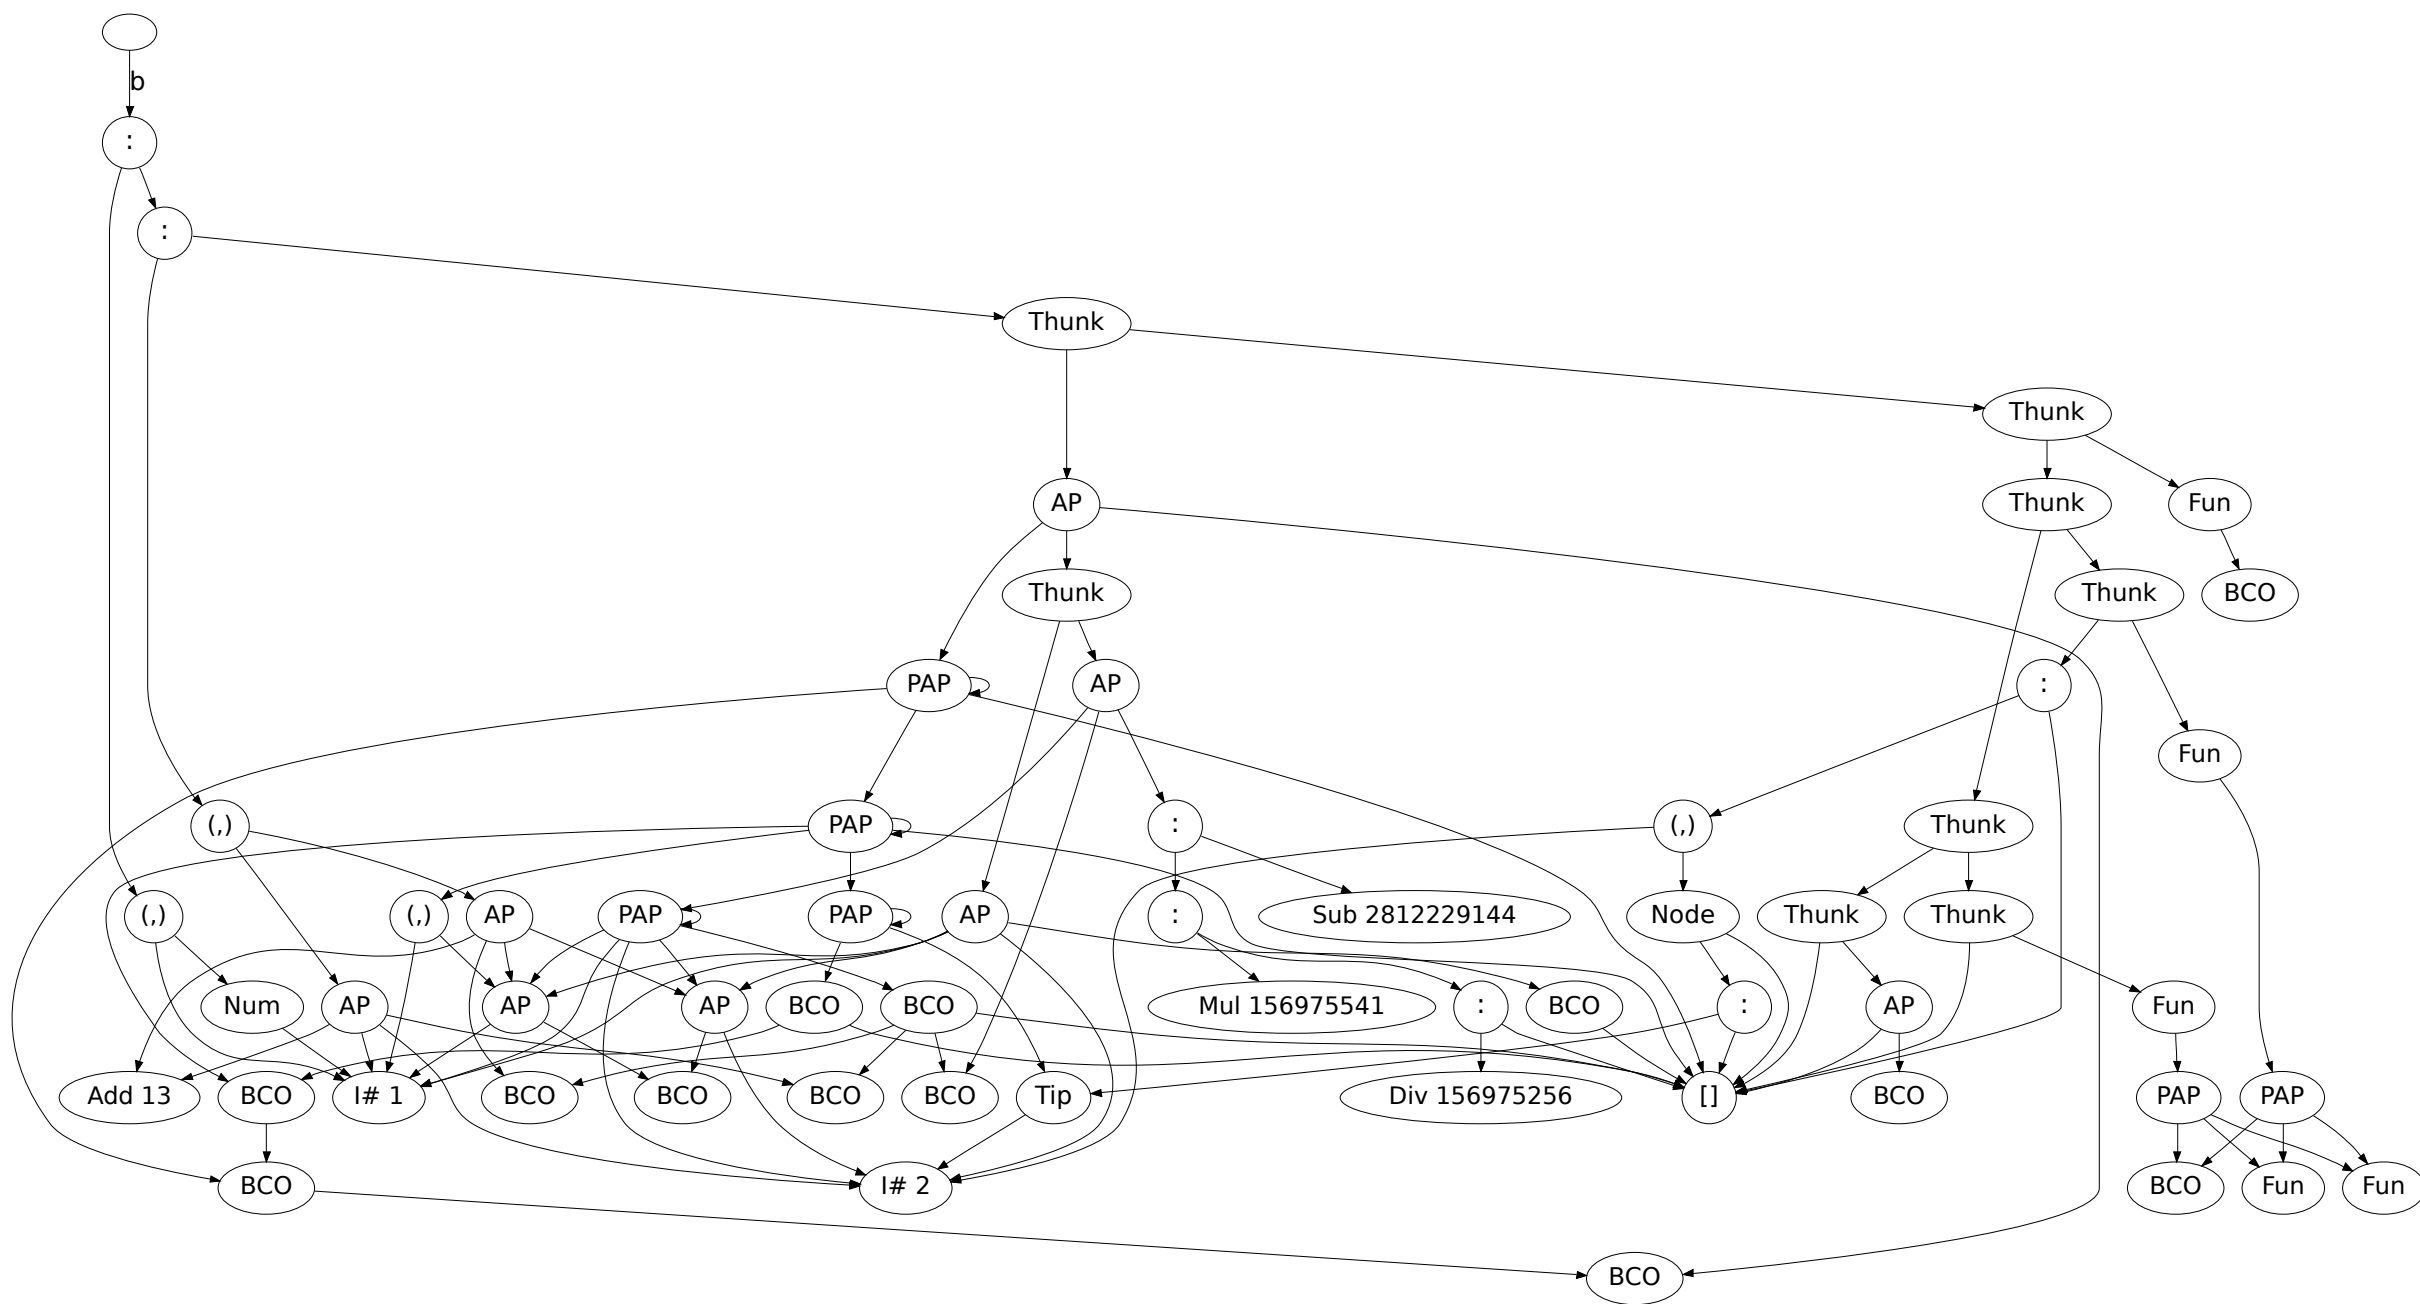 b
:
:
Thunk
Thunk
AP
Thunk
Fun
Thunk
Thunk
BCO
PAP
AP
:
Fun
(,)
PAP
:
(,)
Thunk
(,)
(,)
AP
PAP
PAP
AP
:
Sub 2812229144
Node
Thunk
Thunk
Num
AP
AP
AP
BCO
BCO
Mul 156975541
:
BCO
:
AP
Fun
Add 13
BCO
I# 1
BCO
BCO
BCO
BCO
Tip
Div 156975256
[]
BCO
PAP
PAP
BCO
I# 2
BCO
Fun
Fun
BCO